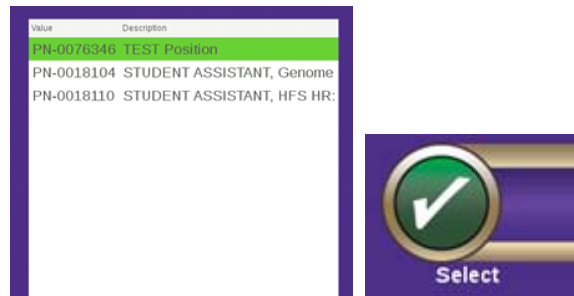 Value Description
PN-0076346 TEST Position
PN-0018104 STUDENT ASSISTANT, Genome
PN-0018110 STUDENT ASSISTANT, HFS HR:
Select